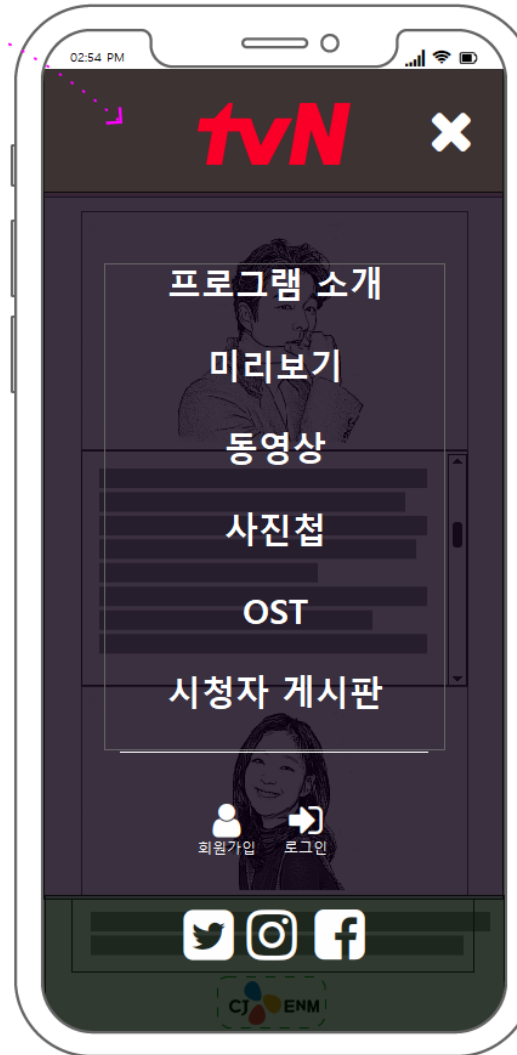 02:54 PM
tvN
프로그램 소개
미리보기
동영상
사진첩
OST
시청자 게시판
회원가입
로그인
CJ ENM